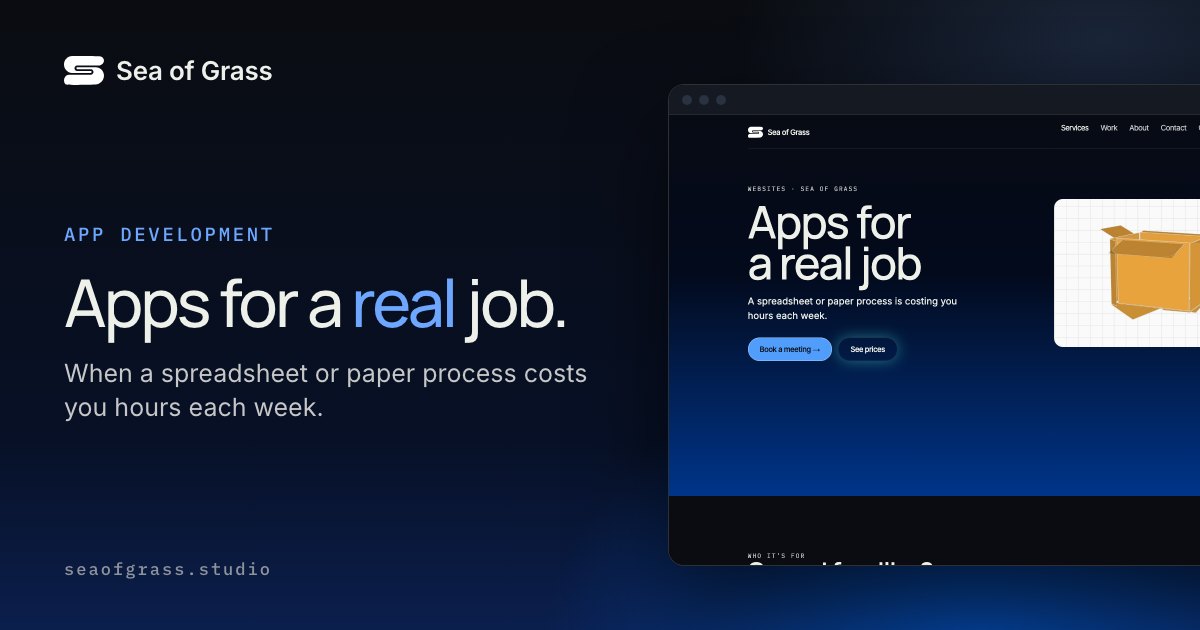 Sea of Grass
APP DEVELOPMENT
Apps for a real job.
When a spreadsheet or paper process costs
you hours each week.
seaofgrass.studio
Sea of Grass
Services Work About Contact
WEBSITES · SEA OF GRASS
Apps for
a real job
A spreadsheet or paper process is costing you
hours each week.
Book a meeting → See prices
WHO IT'S FOR